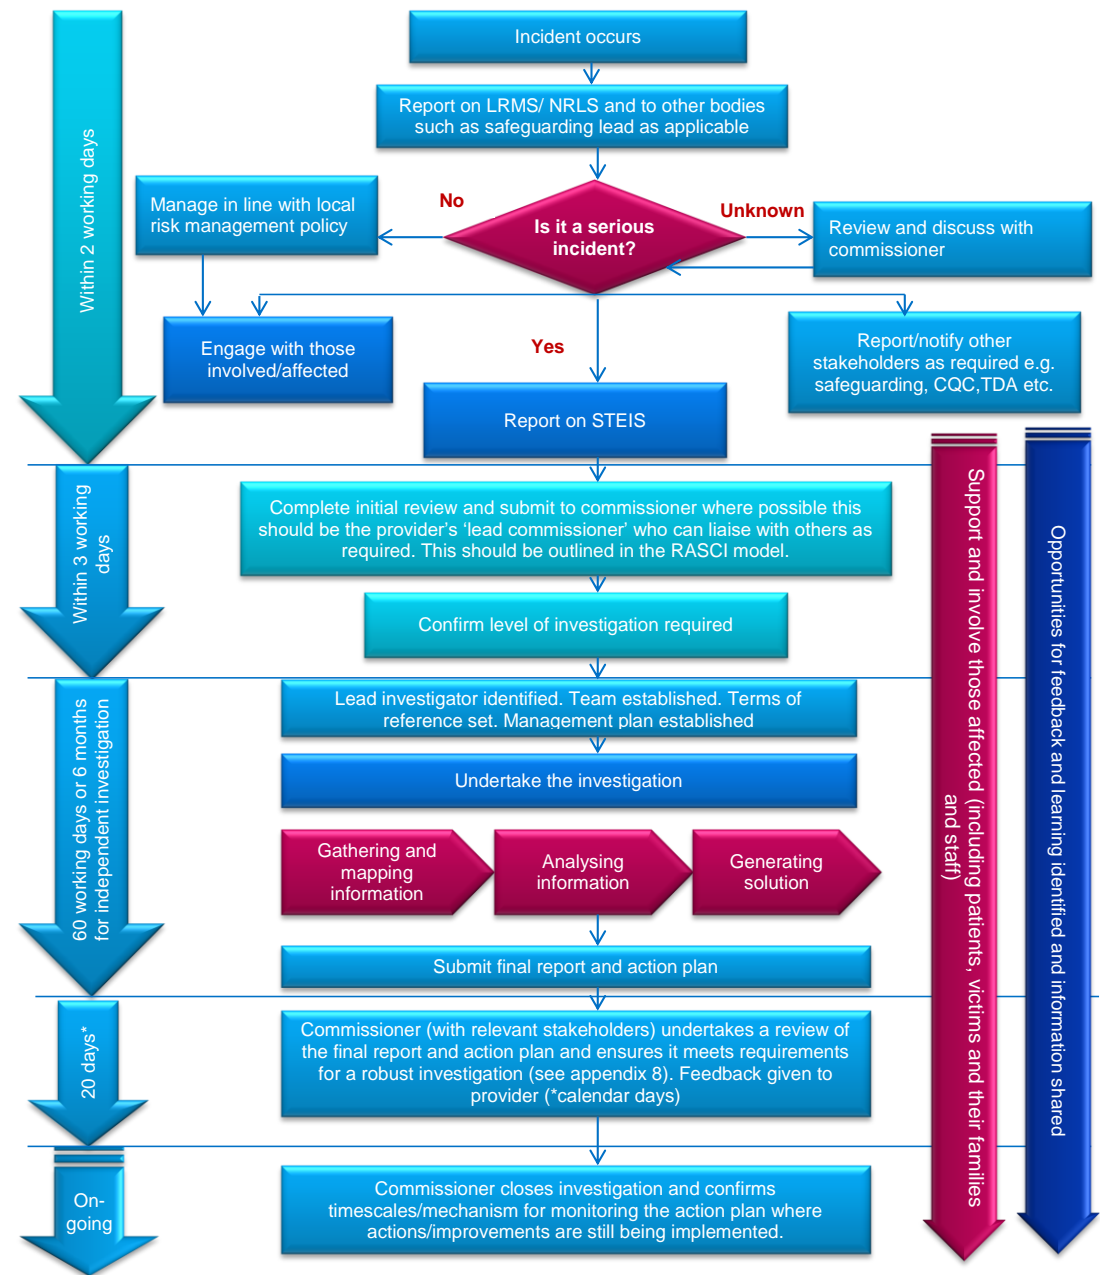 Incident occurs
Report on LRMS/ NRLS and to other bodies
such as safeguarding lead as applicable
Within 2 working days
No
Manage in line with local
risk management policy
Is it a serious
incident?
Unknown
Review and discuss with
commissioner
Engage with those
involved/affected
Yes
Report/notify other
stakeholders as required e.g.
safeguarding, CQC,TDA etc.
Report on STEIS
Within 3 working
days
Complete initial review and submit to commissioner where possible this
should be the provider's ‘lead commissioner’ who can liaise with others as
required. This should be outlined in the RASCI model.
Confirm level of investigation required
60 working days or 6 months
for independent investigation
Lead investigator identified. Team established. Terms of
reference set. Management plan established
Undertake the investigation
Gathering and
mapping
information
Analysing
information
Generating
solution
Submit final report and action plan
20 days*
Commissioner (with relevant stakeholders) undertakes a review of
the final report and action plan and ensures it meets requirements
for a robust investigation (see appendix 8). Feedback given to
provider (*calendar days)
On-
going
Commissioner closes investigation and confirms
timescales/mechanism for monitoring the action plan where
actions/improvements are still being implemented.
Support and involve those affected (including patients, victims and their families
and staff)
Opportunities for feedback and learning identified and information shared